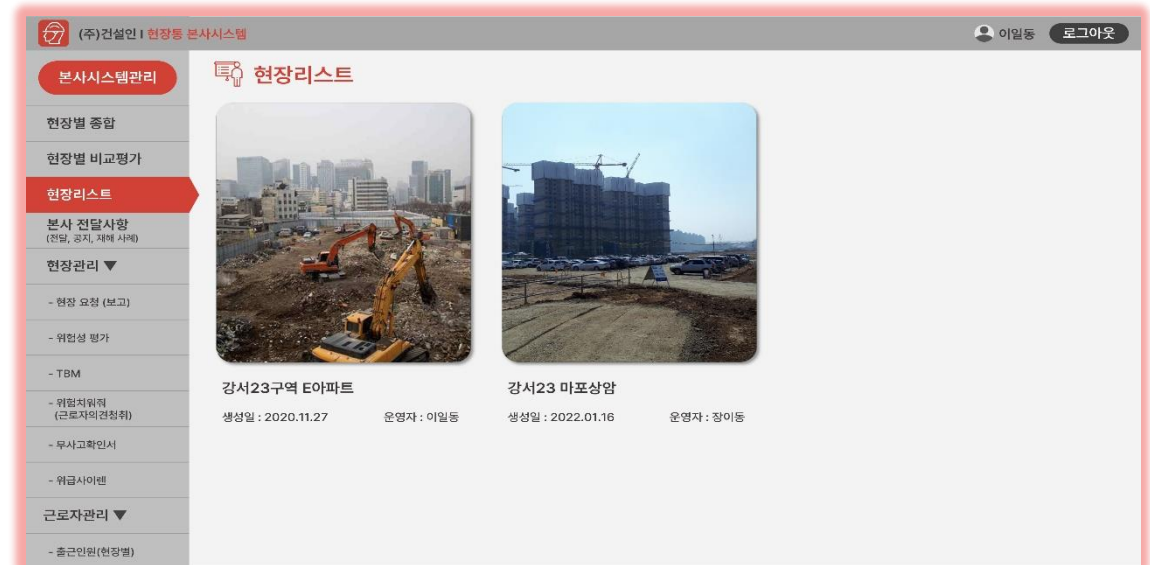 (주)건설인 I 현장통 본사시스템
이일동
로그아웃
본사시스템관리
현장별 종합
현장별 비교평가
현장리스트
본사 전달사항
(전달, 공지, 재해 사례)
현장관리 ▼
- 현장 요청 (보고)
- 위험성 평가
- TBM
- 위험치워줘
(근로자의견청취)
- 무사고확인서
- 위급사이렌
근로자관리 ▼
- 출근인원(현장별)
현장리스트
강서23구역 E아파트
생성일 : 2020.11.27 운영자 : 이일동
강서23 마포상암
생성일 : 2022.01.16 운영자 : 장이동